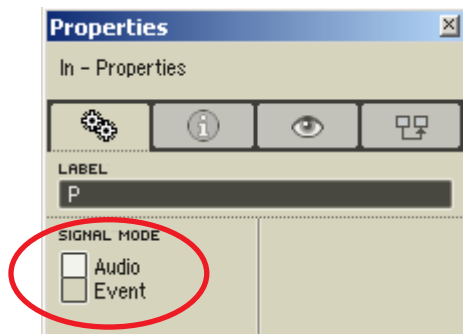 Properties
In - Properties
LABEL
P
SIGNAL MODE
Audio
Event